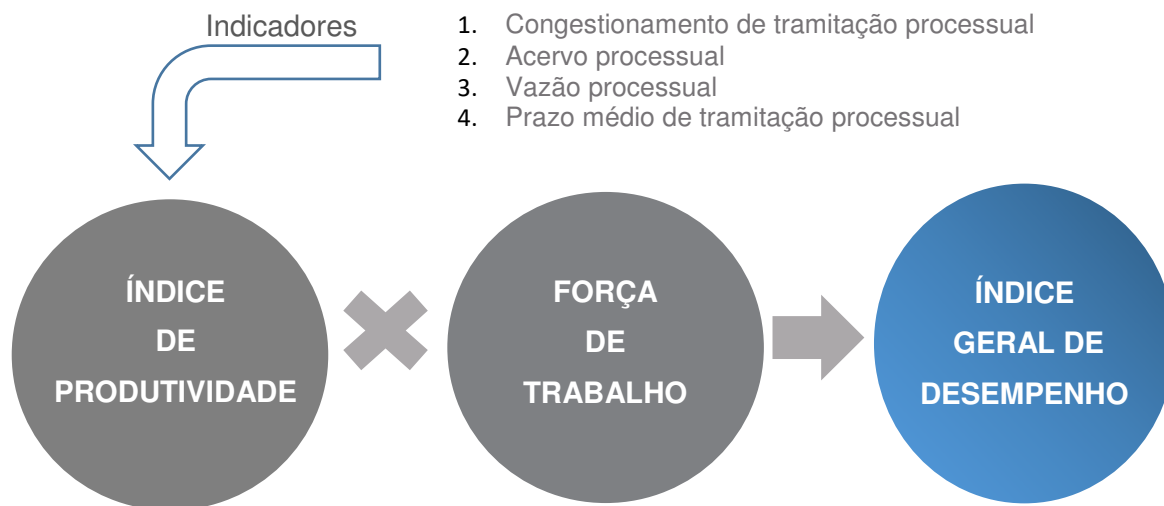 Indicadores
1. Congestionamento de tramitação processual
2. Acervo processual
3. Vazão processual
4. Prazo médio de tramitação processual
ÍNDICE
DE
PRODUTIVIDADE
FORÇA
DE
TRABALHO
ÍNDICE
GERAL DE
DESEMPENHO